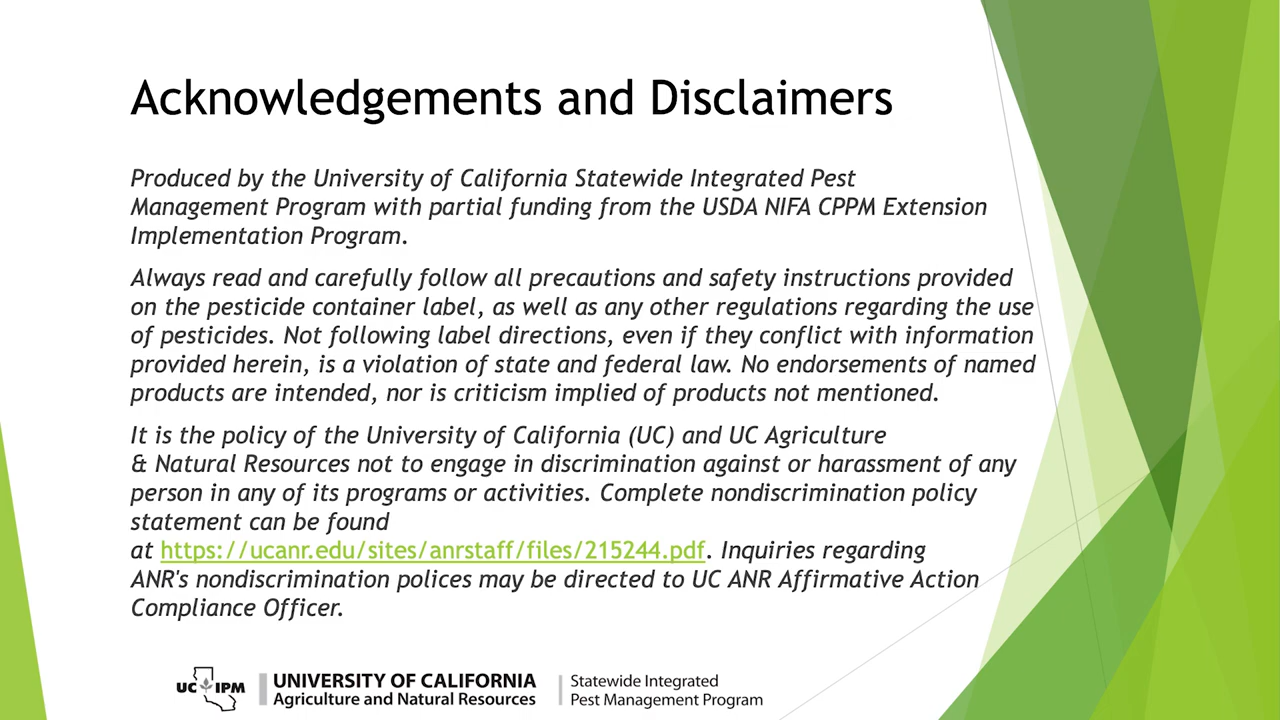 Acknowledgements and Disclaimers
Produced by the University of California Statewide Integrated Pest
Management Program with partial funding from the USDA NIFA CPPM Extension
Implementation Program.
Always read and carefully follow all precautions and safety instructions provided
on the pesticide container label, as well as any other regulations regarding the use
of pesticides. Not following label directions, even if they conflict with information
provided herein, is a violation of state and federal law. No endorsements of named
products are intended, nor is criticism implied of products not mentioned.
It is the policy of the University of California (UC) and UC Agriculture
& Natural Resources not to engage in discrimination against or harassment of any
person in any of its programs or activities. Complete nondiscrimination policy
statement can be found
at https://ucanr.edu/sites/anrstaff/files/215244.pdf. Inquiries regarding
ANR's nondiscrimination polices may be directed to UC ANR Affirmative Action
Compliance Officer.
UC IPM
UNIVERSITY OF CALIFORNIA
Agriculture and Natural Resources
Statewide Integrated
Pest Management Program